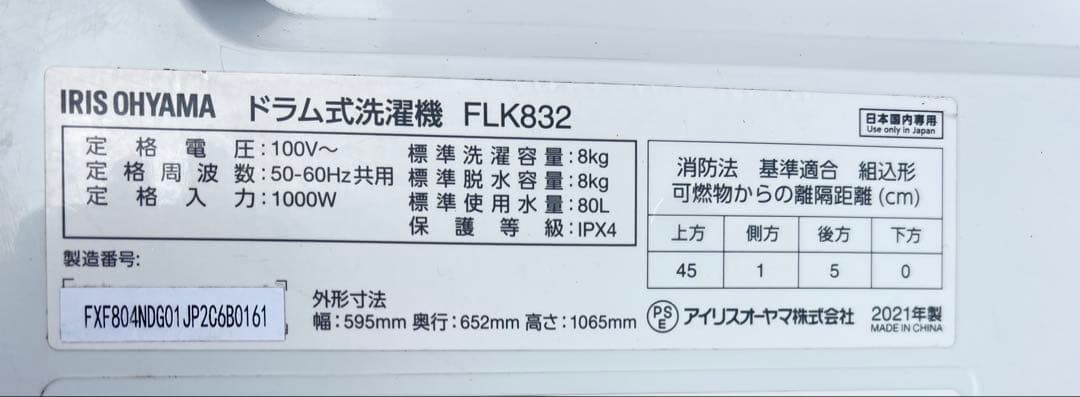 IRIS OHYAMA ドラム式洗濯機 FLK832
日本国内専用
Use only in Japan
定格電圧:100V～
定格周波数:50-60Hz共用
定格入力:1000W
標準洗濯容量:8kg
標準脱水容量:8kg
標準使用水量:80L
保護等級:IPX4
消防法 基準適合 組込形
可燃物からの離隔距離(cm)
上方 側方 後方 下方
45 1 5 0
製造番号:
FXF804NDG01JP2C6B0161
外形寸法
幅:595mm 奥行:652mm 高さ:1065mm
PSE アイリスオーヤマ株式会社 2021年製
MADE IN CHINA